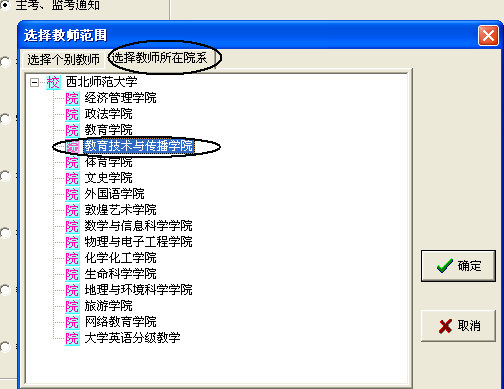 主考、监考通知
选择教师范围
选择个别教师 选择教师所在院系
校 西北师范大学
院 经济管理学院
院 政法学院
院 教育学院
院 教育技术与传播学院
院 体育学院
院 文史学院
院 外国语学院
院 敦煌艺术学院
院 数学与信息科学学院
院 物理与电子工程学院
院 化学化工学院
院 生命科学学院
院 地理与环境科学学院
院 旅游学院
院 网络教育学院
院 大学英语分级教学
确定
取消